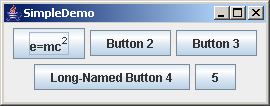 SimpleDemo
e=mc²
Button 2
Button 3
Long-Named Button 4
5